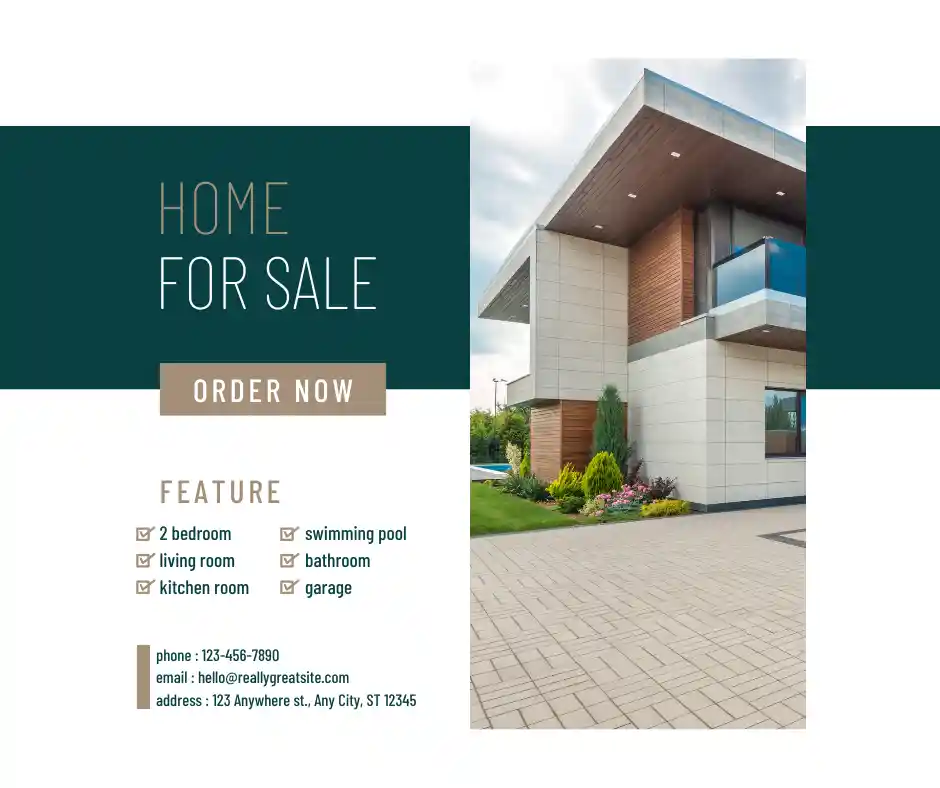 HOME
FOR SALE
ORDER NOW
FEATURE
2 bedroom
living room
kitchen room
swimming pool
bathroom
garage
phone : 123-456-7890
email : hello@reallygreatsite.com
address : 123 Anywhere st., Any City, ST 12345